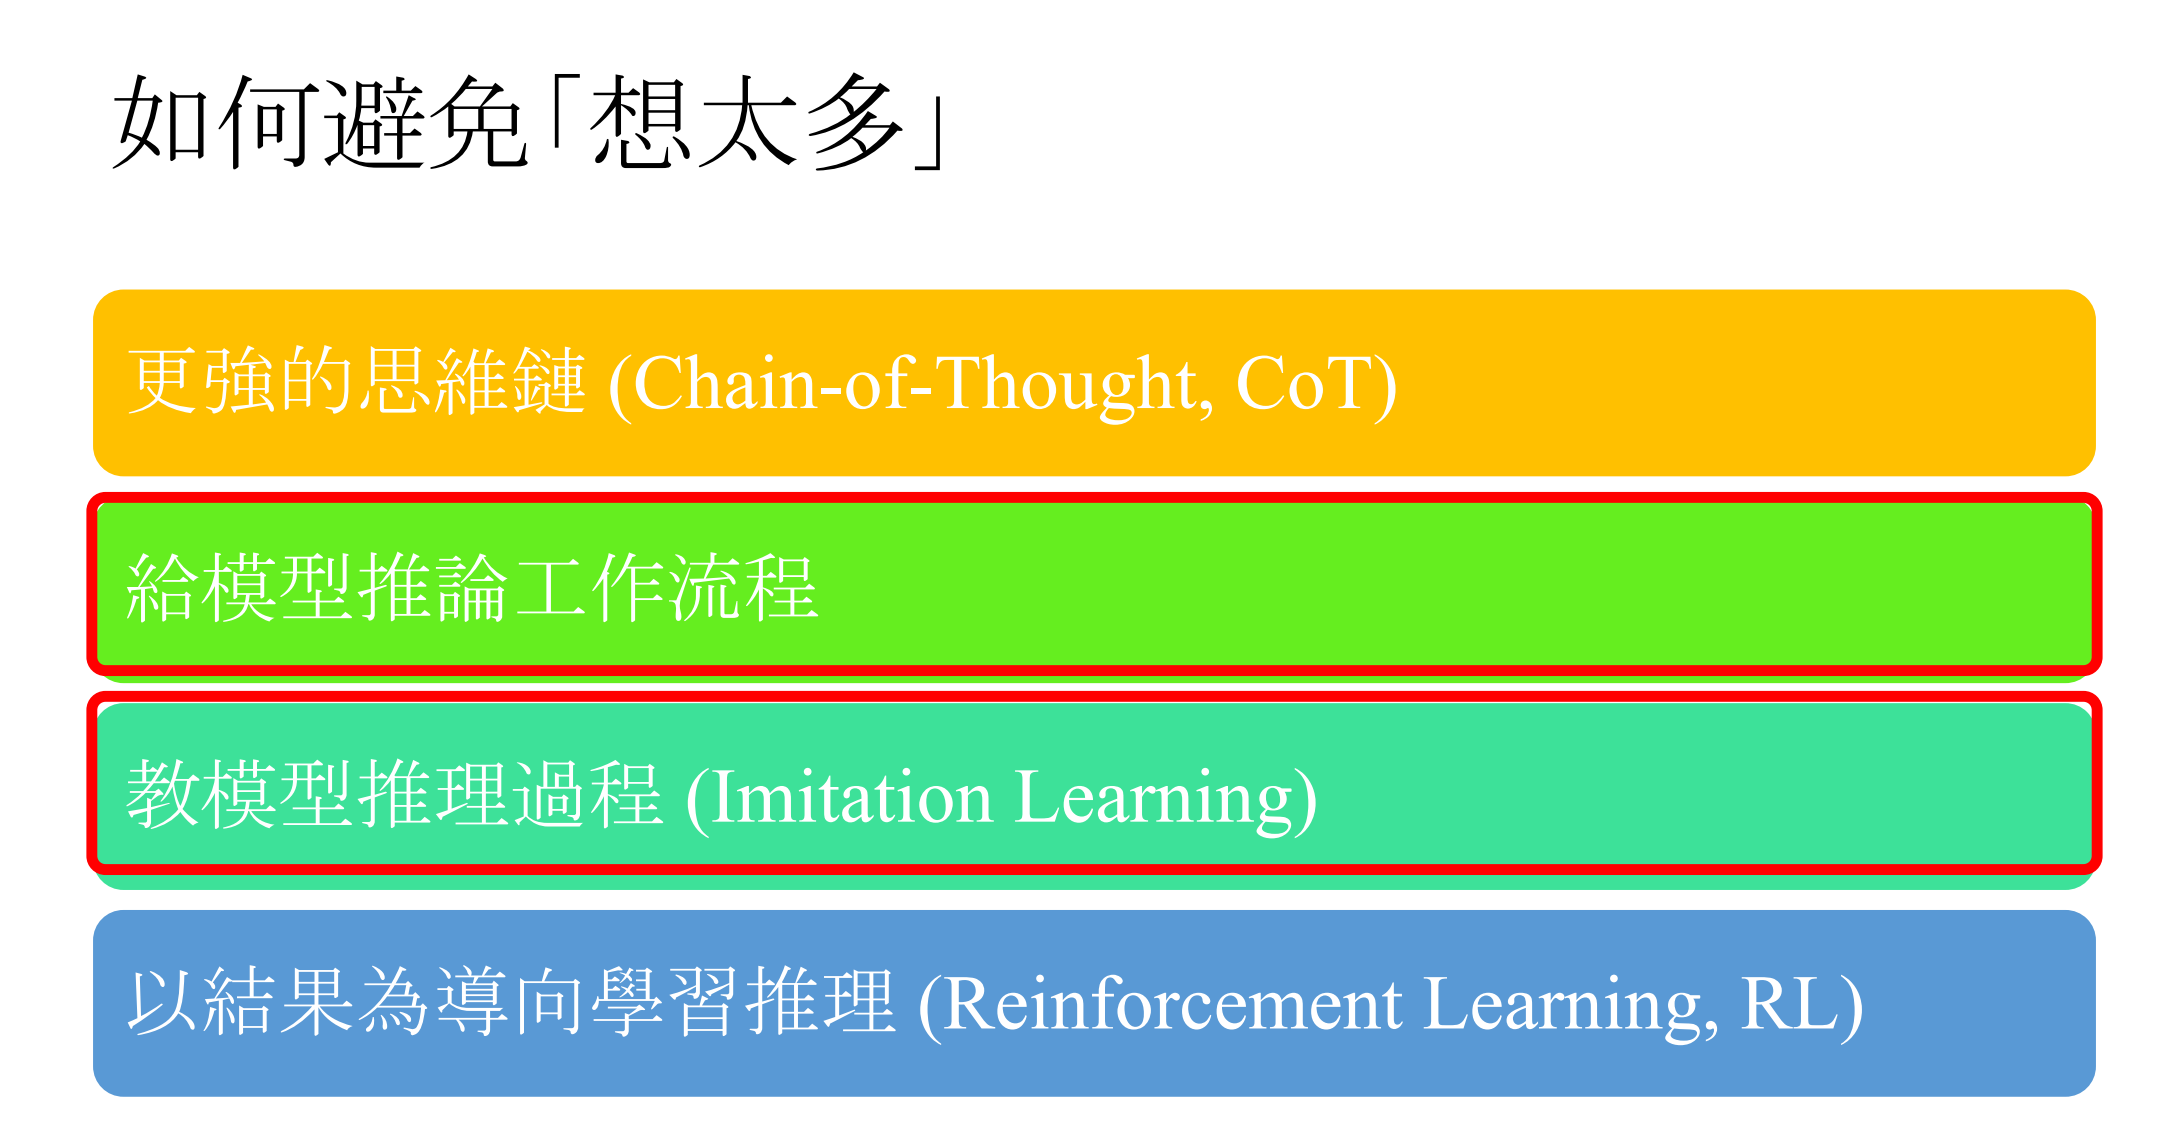 如何避免「想太多」
更強的思維鏈 (Chain-of-Thought, CoT)
給模型推論工作流程
教模型推理過程 (Imitation Learning)
以結果為導向學習推理 (Reinforcement Learning, RL)